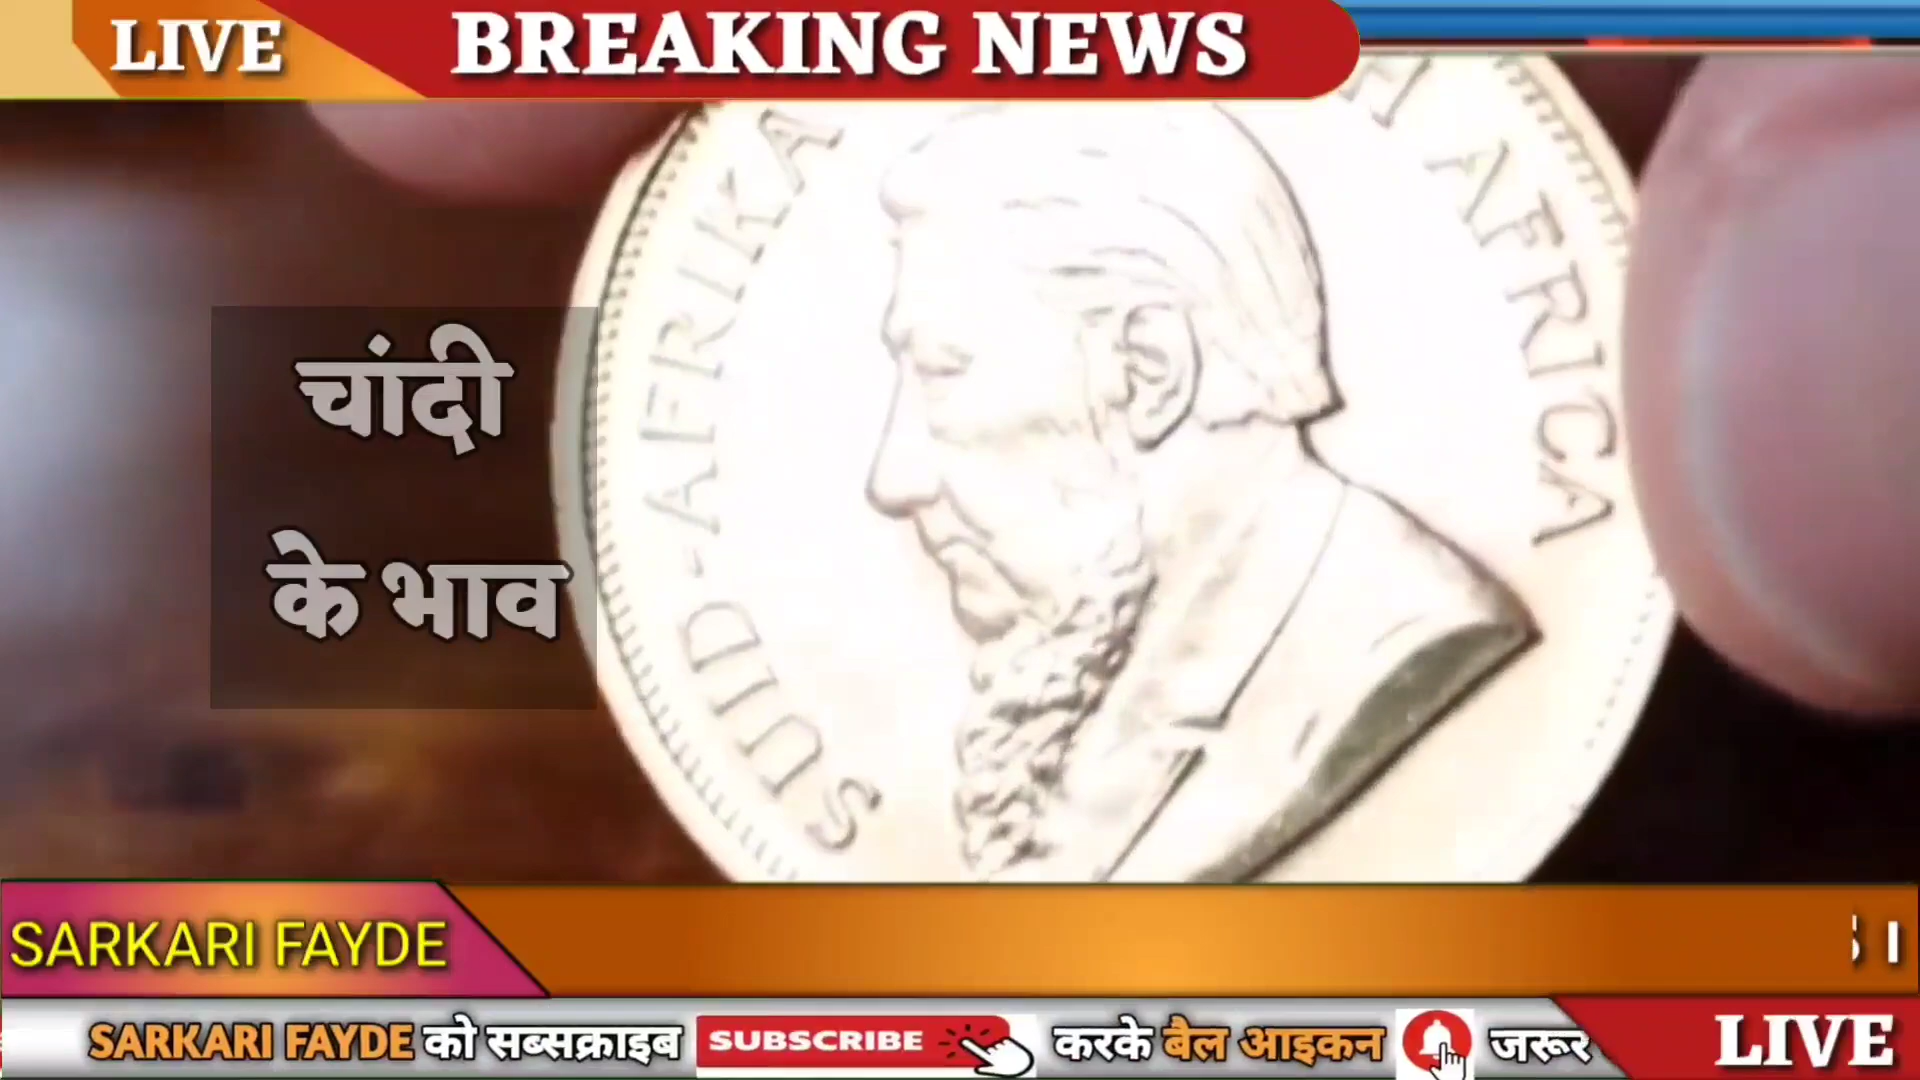 LIVE
BREAKING NEWS
SUID-AFRIKA
AFRICA
चांदी
के भाव
SARKARI FAYDE
SARKARI FAYDE को सब्सक्राइब SUBSCRIBE करके बैल आइकन जरूर
LIVE